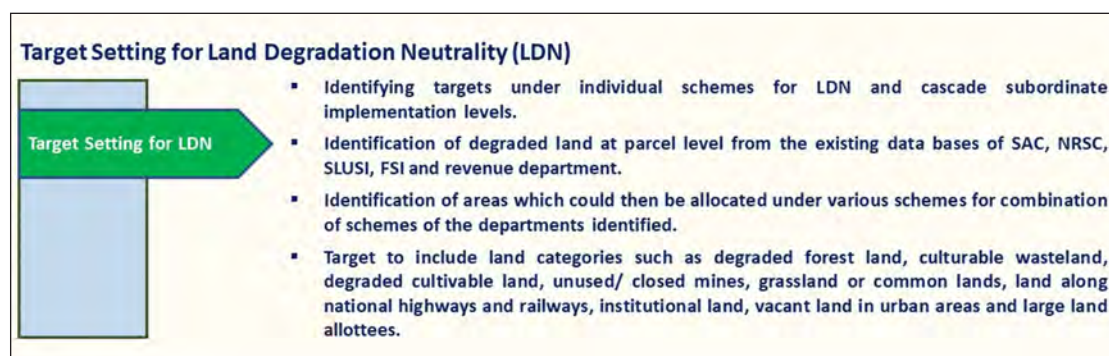 Target Setting for Land Degradation Neutrality (LDN)
Target Setting for LDN
▪ Identifying targets under individual schemes for LDN and cascade subordinate
implementation levels.
▪ Identification of degraded land at parcel level from the existing data bases of SAC, NRSC,
SLUSI, FSI and revenue department.
▪ Identification of areas which could then be allocated under various schemes for combination
of schemes of the departments identified.
▪ Target to include land categories such as degraded forest land, culturable wasteland,
degraded cultivable land, unused/ closed mines, grassland or common lands, land along
national highways and railways, institutional land, vacant land in urban areas and large land
allottees.